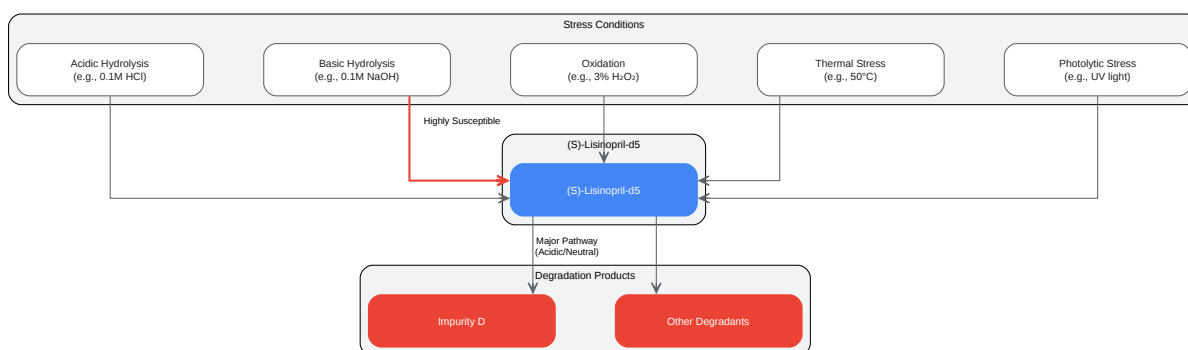 Stress Conditions
Acidic Hydrolysis
(e.g., 0.1M HCl)
Basic Hydrolysis
(e.g., 0.1M NaOH)
Oxidation
(e.g., 3% H₂O₂)
Thermal Stress
(e.g., 50°C)
Photolytic Stress
(e.g., UV light)
Highly Susceptible
(S)-Lisinopril-d5
(S)-Lisinopril-d5
Major Pathway
(Acidic/Neutral)
Degradation Products
Impurity D
Other Degradants